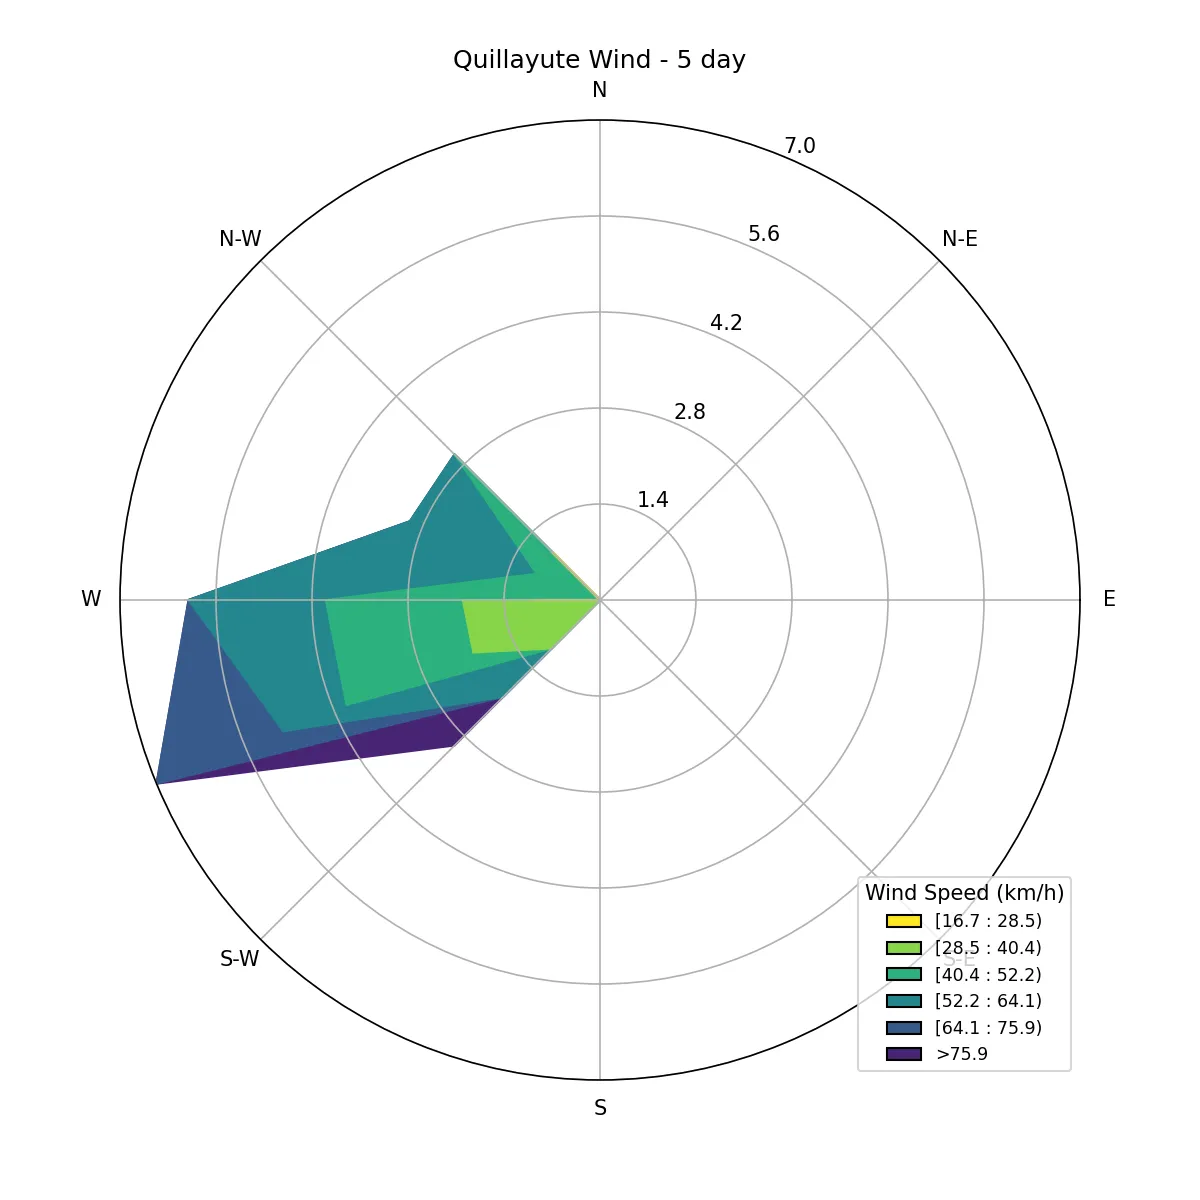 Quillayute Wind - 5 day
N
7.0
N-W
5.6
N-E
4.2
2.8
1.4
W
E
Wind Speed (km/h)
[16.7 : 28.5)
[28.5 : 40.4)
S-W
S-E
[40.4 : 52.2)
[52.2 : 64.1)
[64.1 : 75.9)
>75.9
S